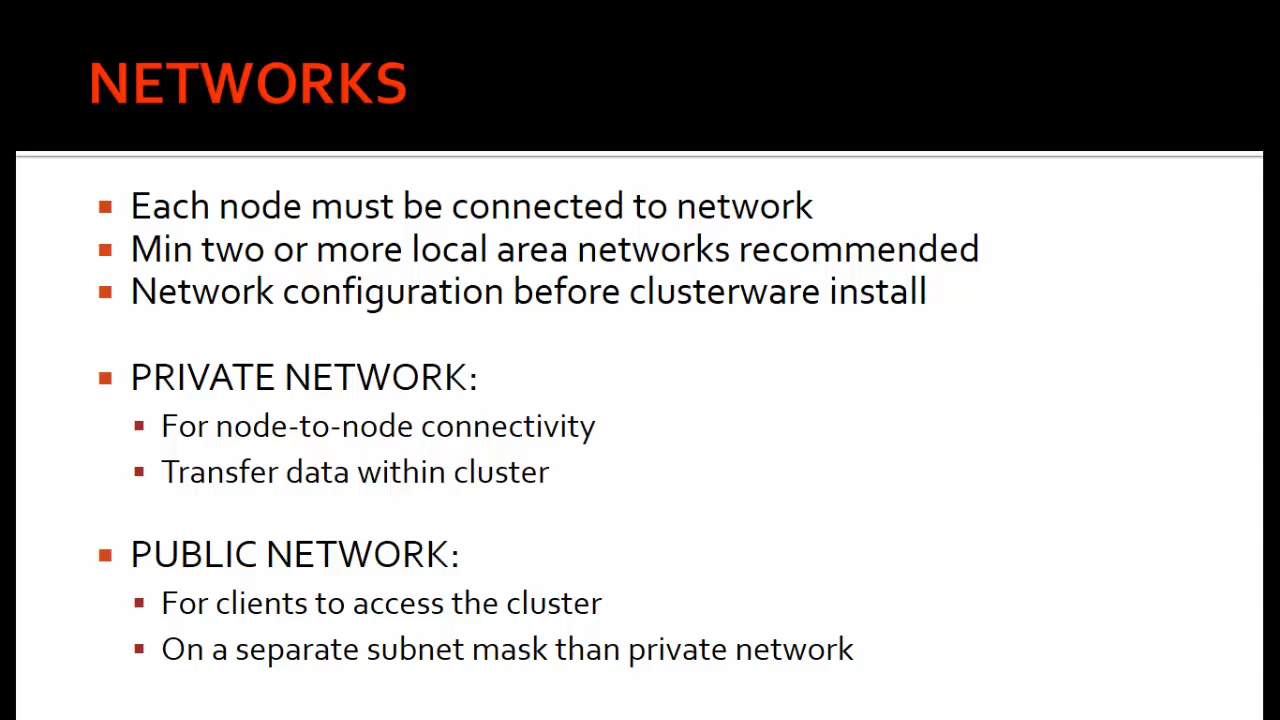 NETWORKS
Each node must be connected to network
Min two or more local area networks recommended
Network configuration before clusterware install
PRIVATE NETWORK:
For node-to-node connectivity
Transfer data within cluster
PUBLIC NETWORK:
For clients to access the cluster
On a separate subnet mask than private network